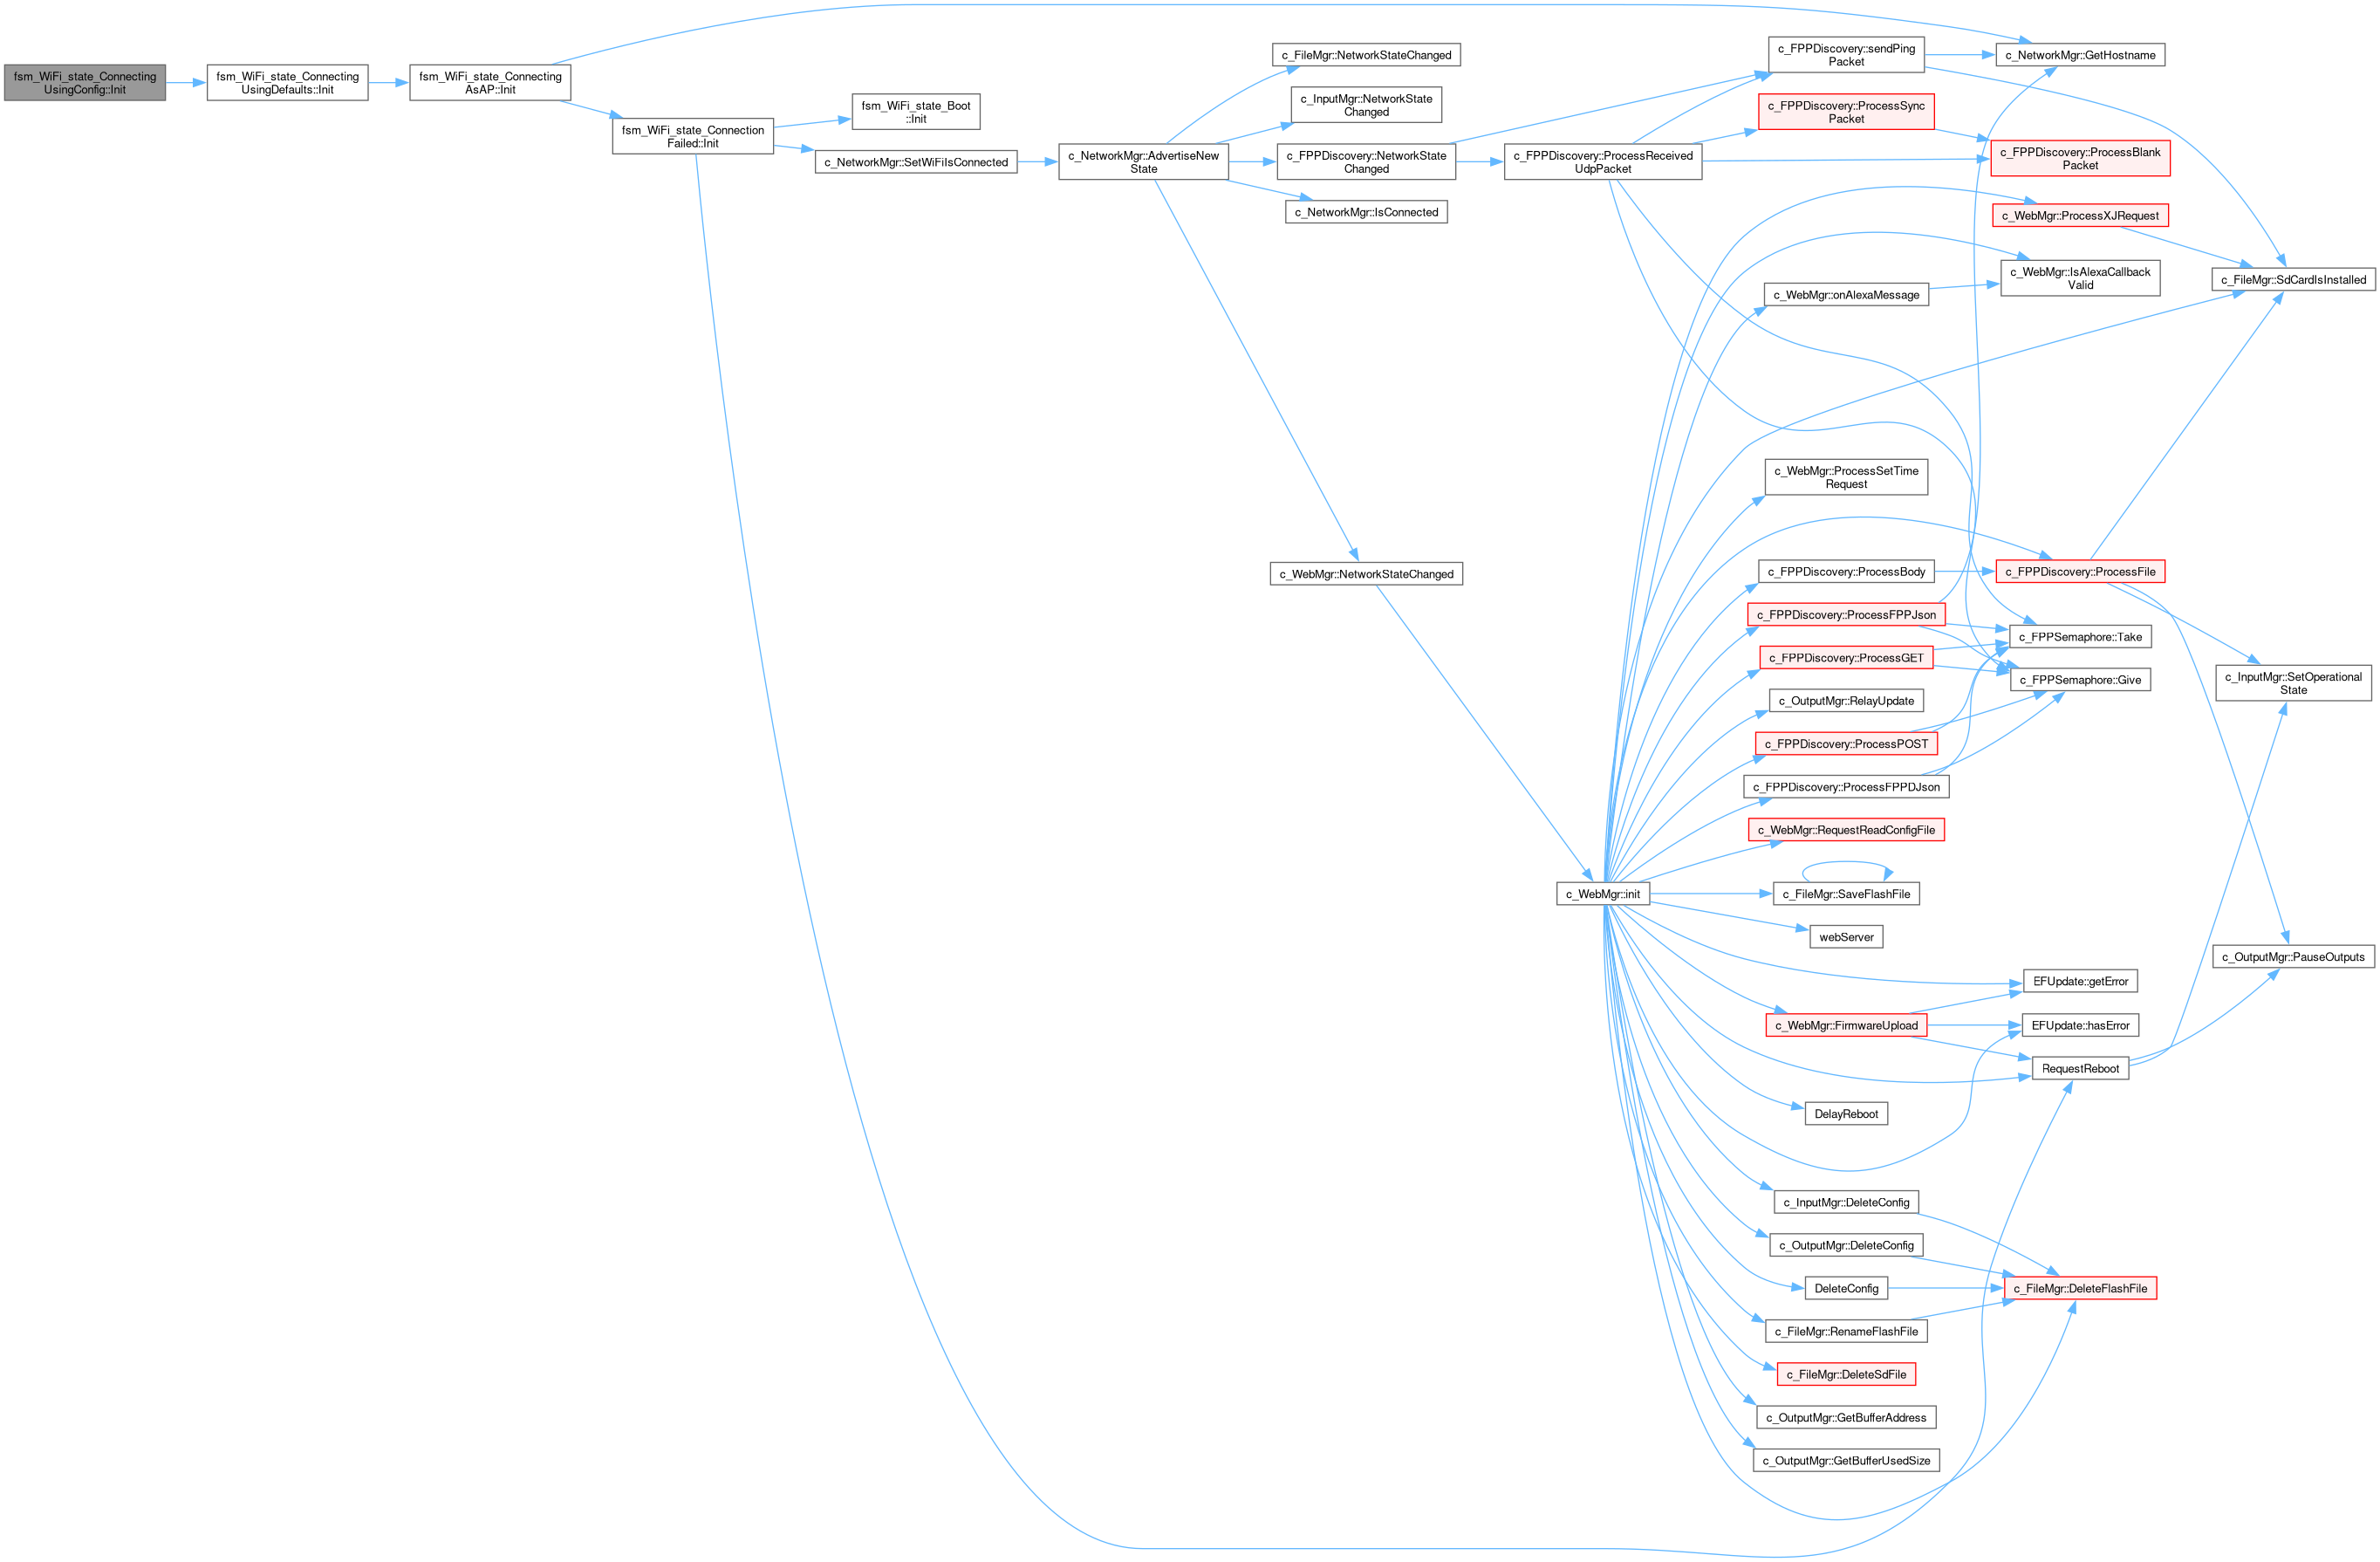 fsm_WiFi_state_Connecting
UsingConfig::Init
fsm_WiFi_state_Connecting
UsingDefaults::Init
fsm_WiFi_state_Connecting
AsAP::Init
fsm_WiFi_state_Connection
Failed::Init
fsm_WiFi_state_Boot
::Init
c_NetworkMgr::SetWiFiIsConnected
c_NetworkMgr::AdvertiseNew
State
c_FileMgr::NetworkStateChanged
c_InputMgr::NetworkState
Changed
c_FPPDiscovery::NetworkState
Changed
c_NetworkMgr::IsConnected
c_WebMgr::NetworkStateChanged
c_FPPDiscovery::ProcessReceived
UdpPacket
c_WebMgr::init
c_FPPDiscovery::sendPing
Packet
c_FPPDiscovery::ProcessSync
Packet
c_WebMgr::onAlexaMessage
c_WebMgr::ProcessSetTime
Request
c_FPPDiscovery::ProcessBody
c_FPPDiscovery::ProcessFPPJson
c_FPPDiscovery::ProcessGET
c_OutputMgr::RelayUpdate
c_FPPDiscovery::ProcessPOST
c_FPPDiscovery::ProcessFPPDJson
c_WebMgr::RequestReadConfigFile
c_FileMgr::SaveFlashFile
webServer
c_WebMgr::FirmwareUpload
DelayReboot
c_InputMgr::DeleteConfig
c_OutputMgr::DeleteConfig
DeleteConfig
c_FileMgr::RenameFlashFile
c_FileMgr::DeleteSdFile
c_OutputMgr::GetBufferAddress
c_OutputMgr::GetBufferUsedSize
c_NetworkMgr::GetHostname
c_FPPDiscovery::ProcessBlank
Packet
c_WebMgr::ProcessXJRequest
c_WebMgr::IsAlexaCallback
Valid
c_FPPDiscovery::ProcessFile
c_FPPSemaphore::Take
c_FPPSemaphore::Give
EFUpdate::getError
EFUpdate::hasError
RequestReboot
c_FileMgr::DeleteFlashFile
c_FileMgr::SdCardIsInstalled
c_InputMgr::SetOperational
State
c_OutputMgr::PauseOutputs